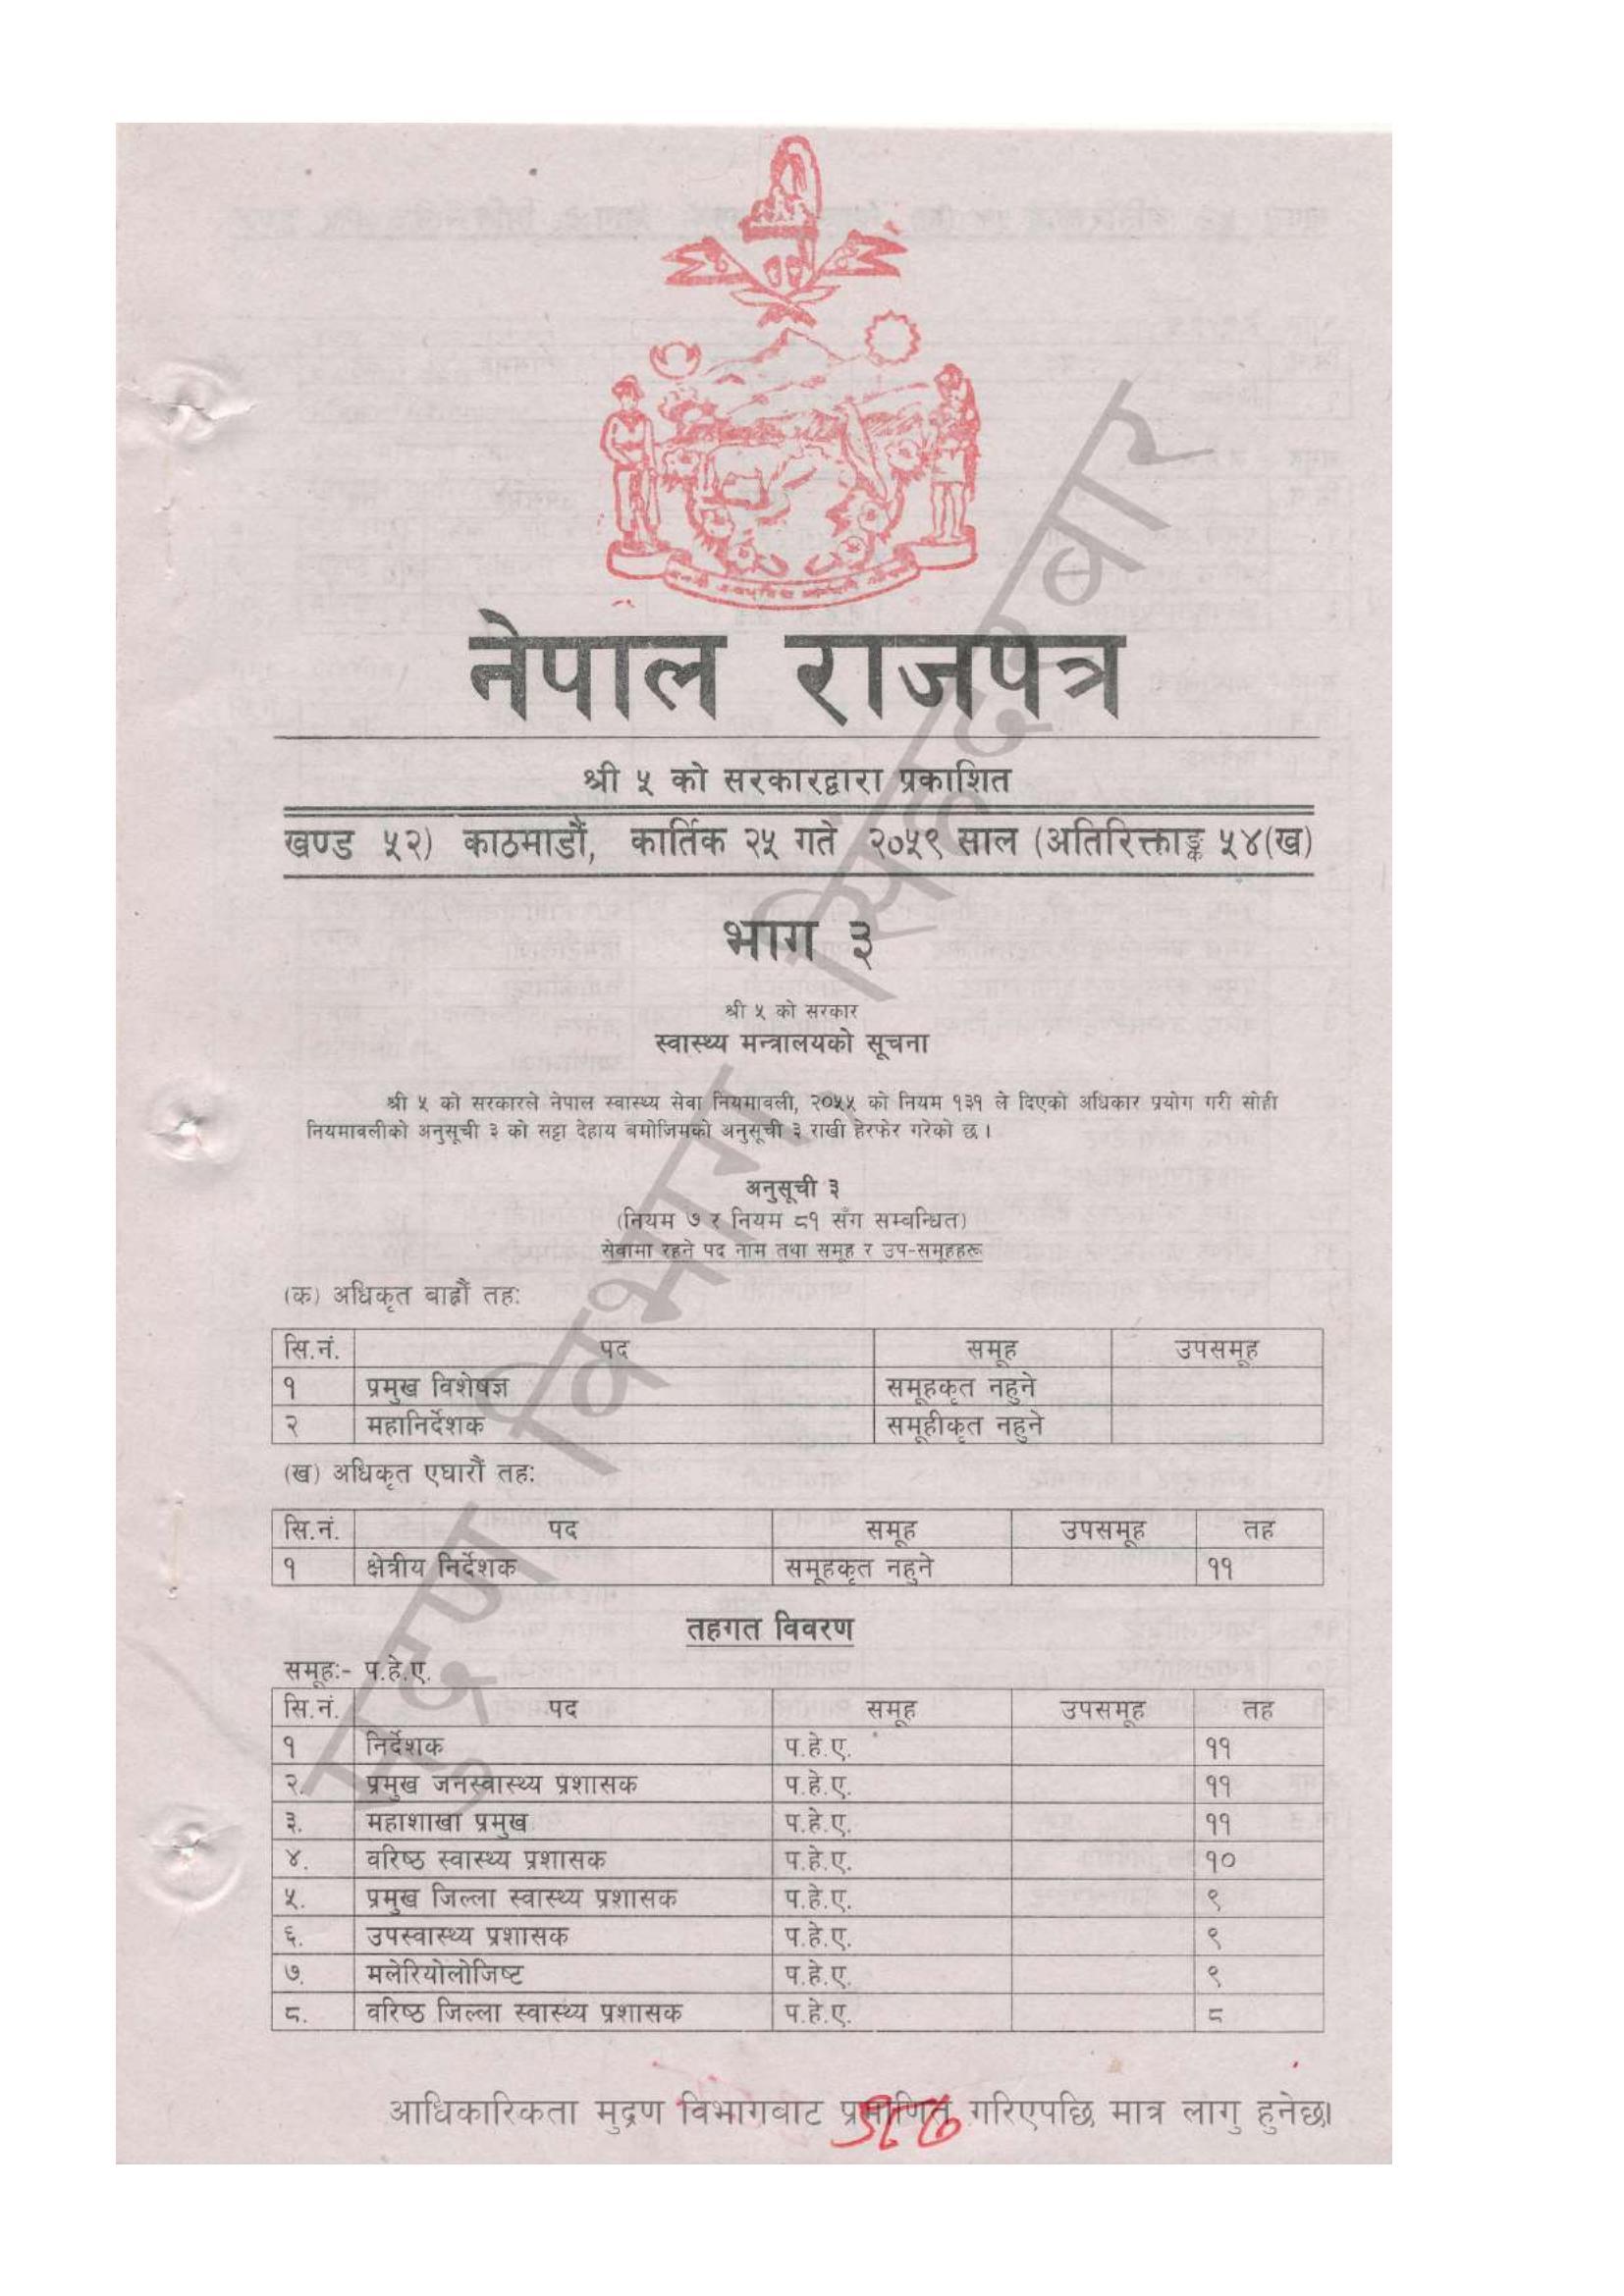 नेपाल राजपत्र
श्री ५ को सरकारद्वारा प्रकाशित
खण्ड ५२) काठमाडौं, कार्तिक २५ गते २०५९ साल (अतिरिक्ताङ्क ५४(ख)
भाग ३
श्री ५ को सरकार
स्वास्थ्य मन्त्रालयको सूचना
श्री ५ को सरकारले नेपाल स्वास्थ्य सेवा नियमावली, २०५५ को नियम १३१ ले दिएको अधिकार प्रयोग गरी सोही
नियमावलीको अनुसूची ३ को सट्टा देहाय बमोजिमको अनुसूची ३ राखी हेरफेर गरेको छ ।
अनुसूची ३
(नियम ७ र नियम ८१ सँग सम्बन्धित)
सेवामा रहने पद नाम तथा समूह र उप-समूहहरू
(क) अधिकृत बाह्रौं तह:
सि.नं. पद समूह उपसमूह
१ प्रमुख विशेषज्ञ समूहकृत नहुने
२ महानिर्देशक समूहीकृत नहुने
(ख) अधिकृत एघारौं तह:
सि.नं. पद समूह उपसमूह तह
१ क्षेत्रीय निर्देशक समूहकृत नहुने ११
तहगत विवरण
समूह:- प.हे.ए.
सि.नं. पद समूह उपसमूह तह
१ निर्देशक प.हे.ए. ११
२. प्रमुख जनस्वास्थ्य प्रशासक प.हे.ए. ११
३. महाशाखा प्रमुख प.हे.ए. ११
४. वरिष्ठ स्वास्थ्य प्रशासक प.हे.ए. १०
५. प्रमुख जिल्ला स्वास्थ्य प्रशासक प.हे.ए. ९
६. उपस्वास्थ्य प्रशासक प.हे.ए. ९
७. मलेरियोलोजिष्ट प.हे.ए. ९
८. वरिष्ठ जिल्ला स्वास्थ्य प्रशासक प.हे.ए. ८
मुद्रण विभाग, सिंहदरबार
आधिकारिकता मुद्रण विभागबाट प्रमाणित गरिएपछि मात्र लागु हुनेछ।